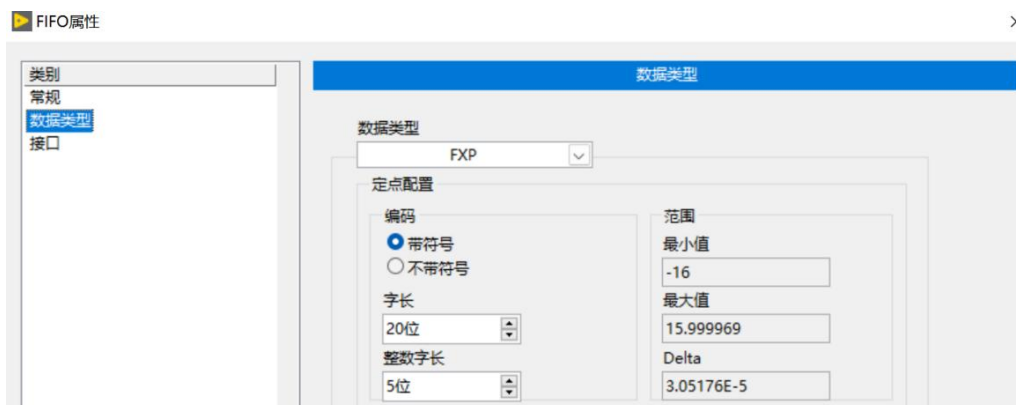 FIFO属性
类别
常规
数据类型
接口
数据类型
数据类型
FXP
定点配置
编码
带符号
不带符号
字长
20位
整数字长
5位
范围
最小值
-16
最大值
15.999969
Delta
3.05176E-5